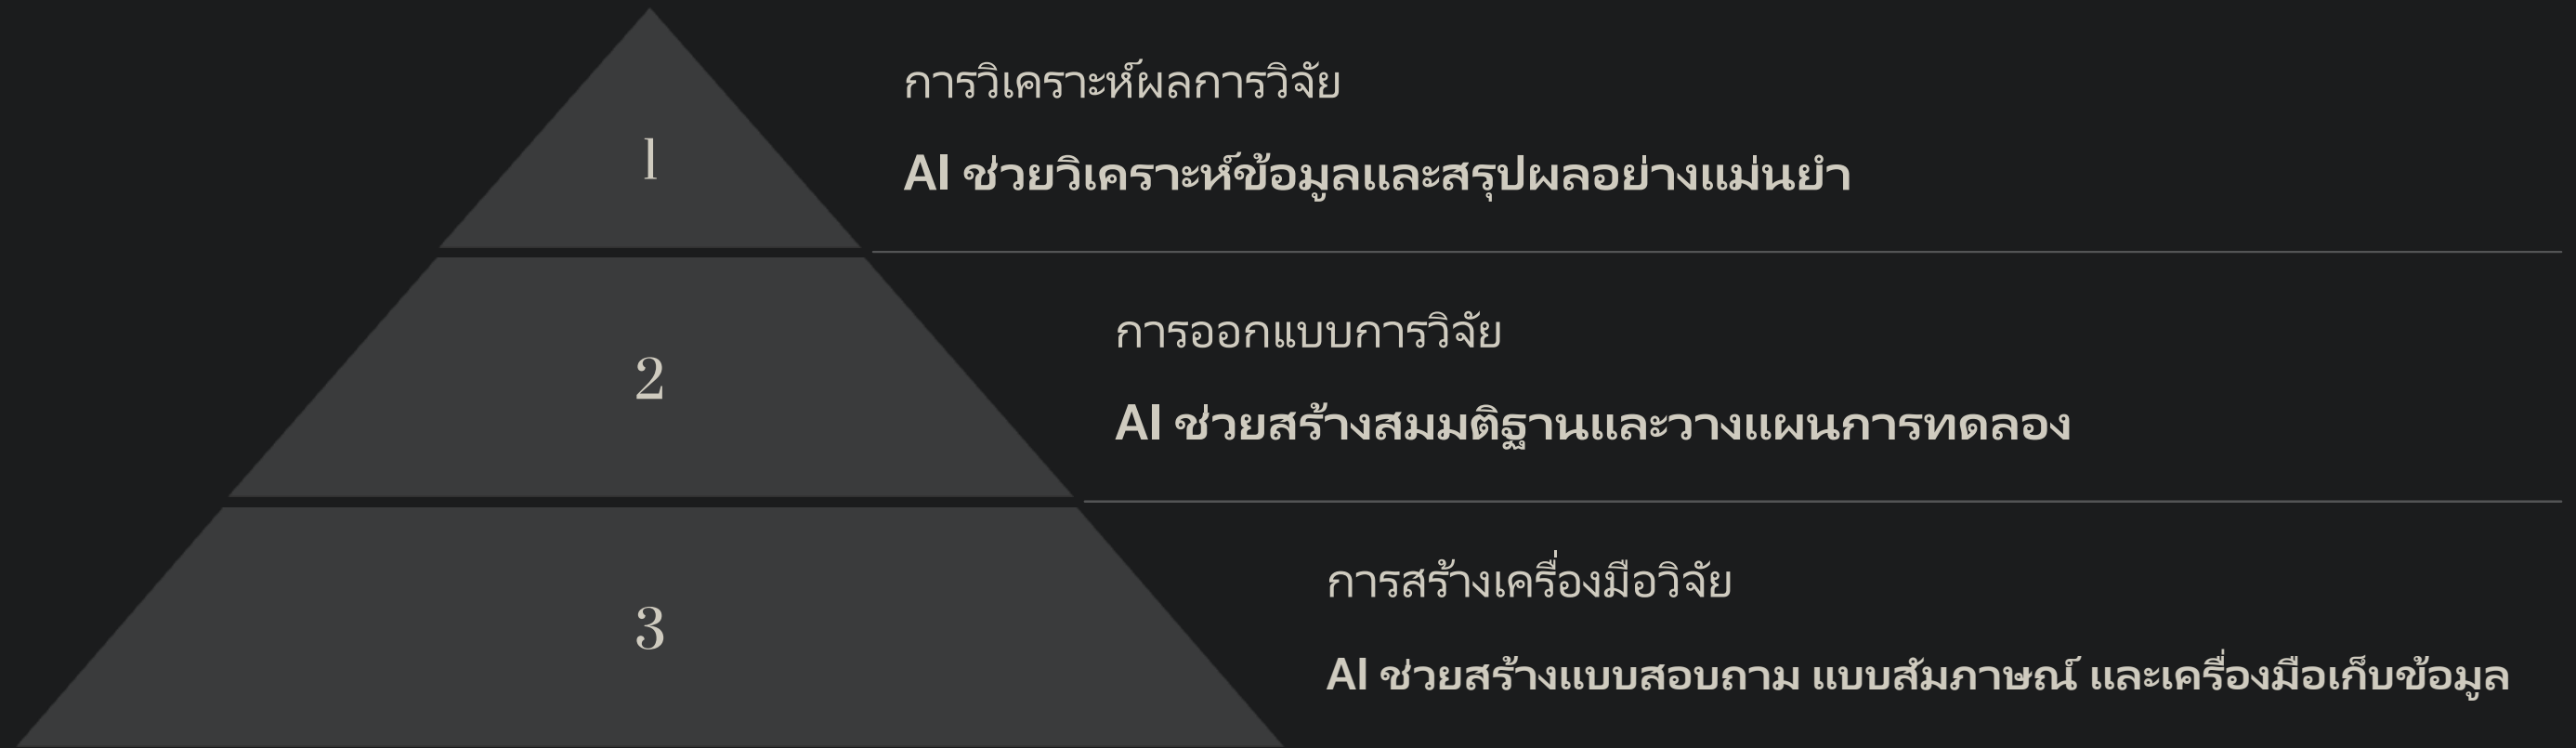 1
การวิเคราะห์ผลการวิจัย
AI ช่วยวิเคราะห์ข้อมูลและสรุปผลอย่างแม่นยำ
2
การออกแบบการวิจัย
AI ช่วยสร้างสมมติฐานและวางแผนการทดลอง
3
การสร้างเครื่องมือวิจัย
AI ช่วยสร้างแบบสอบถาม แบบสัมภาษณ์ และเครื่องมือเก็บข้อมูล